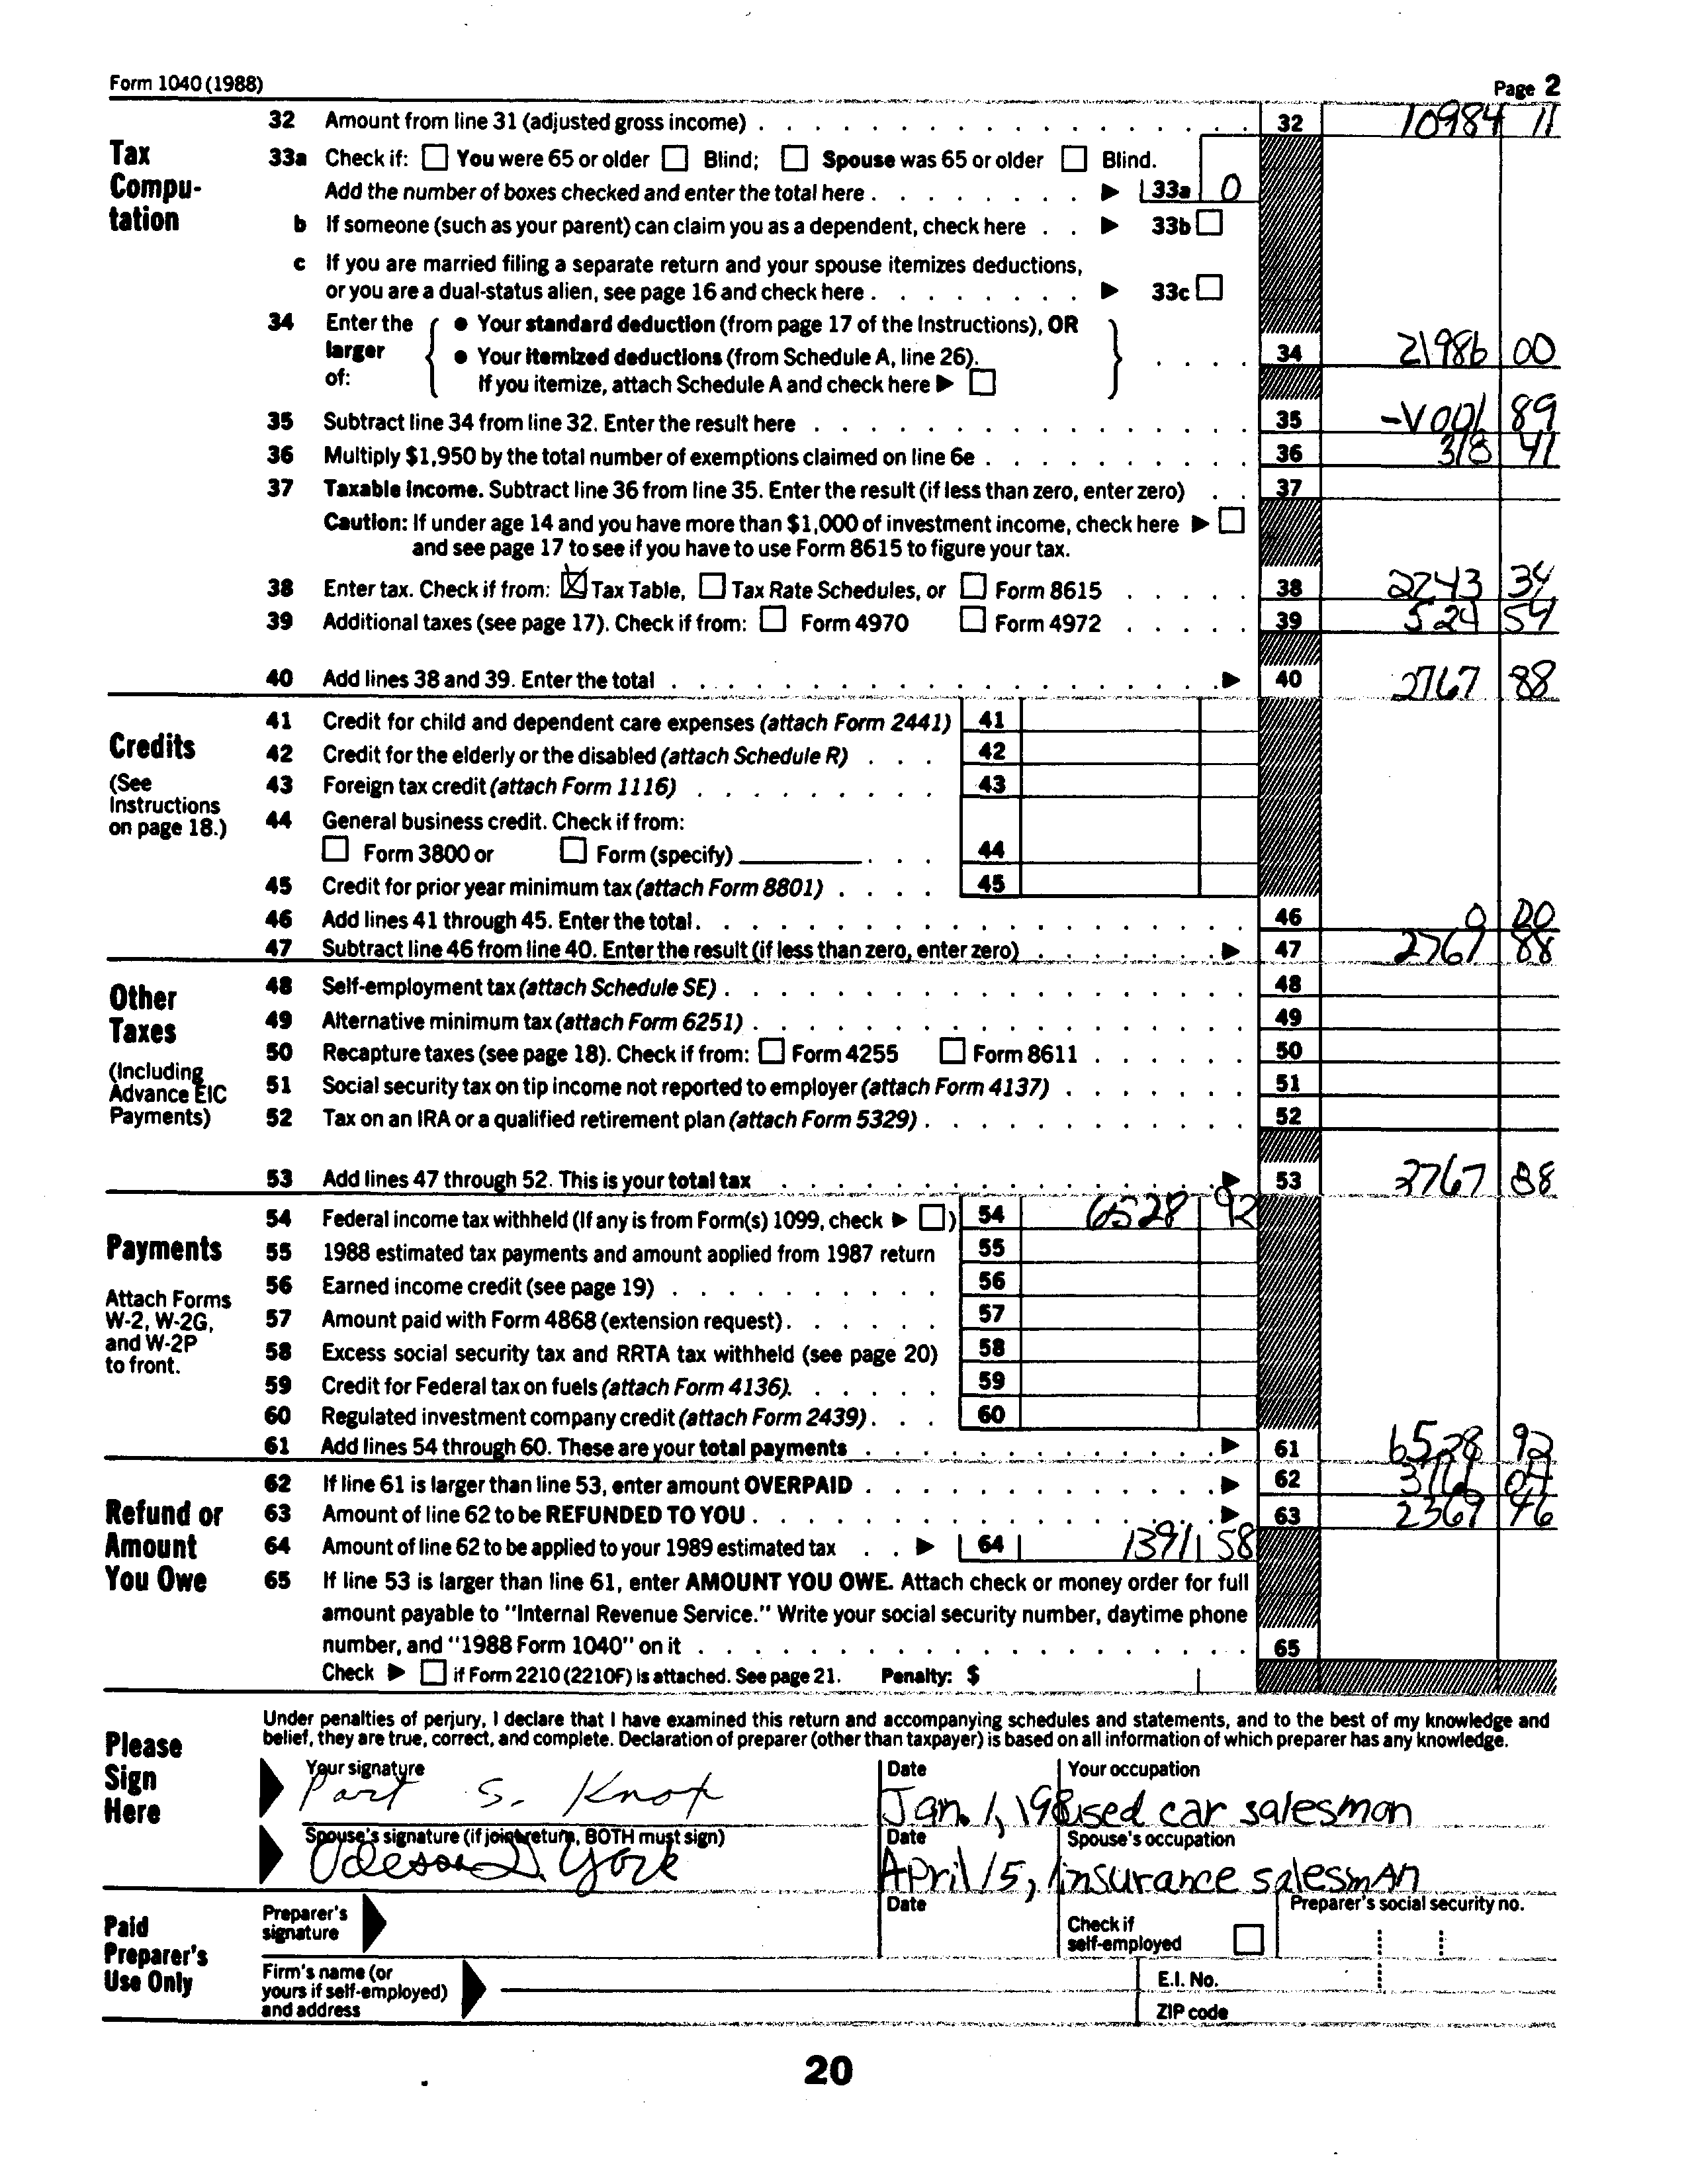 Form 1040 (1988) Page 2
Tax Computation
32 Amount from line 31 (adjusted gross income) 32 10984 11
33a Check if: ☐ You were 65 or older ☐ Blind; ☐ Spouse was 65 or older ☐ Blind.
Add the number of boxes checked and enter the total here ▶ 33a 0
b If someone (such as your parent) can claim you as a dependent, check here ▶ 33b ☐
c If you are married filing a separate return and your spouse itemizes deductions,
or you are a dual-status alien, see page 16 and check here ▶ 33c ☐
34 Enter the larger of: { ● Your standard deduction (from page 17 of the Instructions), OR
● Your itemized deductions (from Schedule A, line 26).
If you itemize, attach Schedule A and check here ▶ ☐ } 34 21986 00
35 Subtract line 34 from line 32. Enter the result here 35 89
36 Multiply $1,950 by the total number of exemptions claimed on line 6e 36 318 41
37 Taxable income. Subtract line 36 from line 35. Enter the result (if less than zero, enter zero) 37
Caution: If under age 14 and you have more than $1,000 of investment income, check here ▶ ☐
and see page 17 to see if you have to use Form 8615 to figure your tax.
38 Enter tax. Check if from: ☒ Tax Table, ☐ Tax Rate Schedules, or ☐ Form 8615 38 2243 34
39 Additional taxes (see page 17). Check if from: ☐ Form 4970 ☐ Form 4972 39 524 54
40 Add lines 38 and 39. Enter the total ▶ 40 2767 88
Credits
(See Instructions on page 18.)
41 Credit for child and dependent care expenses (attach Form 2441) 41
42 Credit for the elderly or the disabled (attach Schedule R) 42
43 Foreign tax credit (attach Form 1116) 43
44 General business credit. Check if from:
☐ Form 3800 or ☐ Form (specify) 44
45 Credit for prior year minimum tax (attach Form 8801) 45
46 Add lines 41 through 45. Enter the total 46 0 00
47 Subtract line 46 from line 40. Enter the result (if less than zero, enter zero) ▶ 47 2767 88
Other Taxes
(Including Advance EIC Payments)
48 Self-employment tax (attach Schedule SE) 48
49 Alternative minimum tax (attach Form 6251) 49
50 Recapture taxes (see page 18). Check if from: ☐ Form 4255 ☐ Form 8611 50
51 Social security tax on tip income not reported to employer (attach Form 4137) 51
52 Tax on an IRA or a qualified retirement plan (attach Form 5329) 52
53 Add lines 47 through 52. This is your total tax ▶ 53 2767 88
Payments
Attach Forms W-2, W-2G, and W-2P to front.
54 Federal income tax withheld (If any is from Form(s) 1099, check ▶ ☐) 54 6528 92
55 1988 estimated tax payments and amount applied from 1987 return 55
56 Earned income credit (see page 19) 56
57 Amount paid with Form 4868 (extension request) 57
58 Excess social security tax and RRTA tax withheld (see page 20) 58
59 Credit for Federal tax on fuels (attach Form 4136) 59
60 Regulated investment company credit (attach Form 2439) 60
61 Add lines 54 through 60. These are your total payments ▶ 61 6528 92
Refund or Amount You Owe
62 If line 61 is larger than line 53, enter amount OVERPAID ▶ 62 3761 04
63 Amount of line 62 to be REFUNDED TO YOU ▶ 63 2369 46
64 Amount of line 62 to be applied to your 1989 estimated tax ▶ 64 1391 58
65 If line 53 is larger than line 61, enter AMOUNT YOU OWE. Attach check or money order for full
amount payable to "Internal Revenue Service." Write your social security number, daytime phone
number, and "1988 Form 1040" on it 65
Check ▶ ☐ if Form 2210 (2210F) is attached. See page 21. Penalty: $
Please Sign Here
Under penalties of perjury, I declare that I have examined this return and accompanying schedules and statements, and to the best of my knowledge and
belief, they are true, correct, and complete. Declaration of preparer (other than taxpayer) is based on all information of which preparer has any knowledge.
Your signature Date Your occupation
Part S. Knox Jan. 1, 198 used car salesman
Spouse's signature (if joint return, BOTH must sign) Date Spouse's occupation
Odessa D. York April 15, insurance salesman
Paid Preparer's Use Only
Preparer's signature Date Check if self-employed ☐ Preparer's social security no.
Firm's name (or yours if self-employed) and address E.I. No.
ZIP code
20